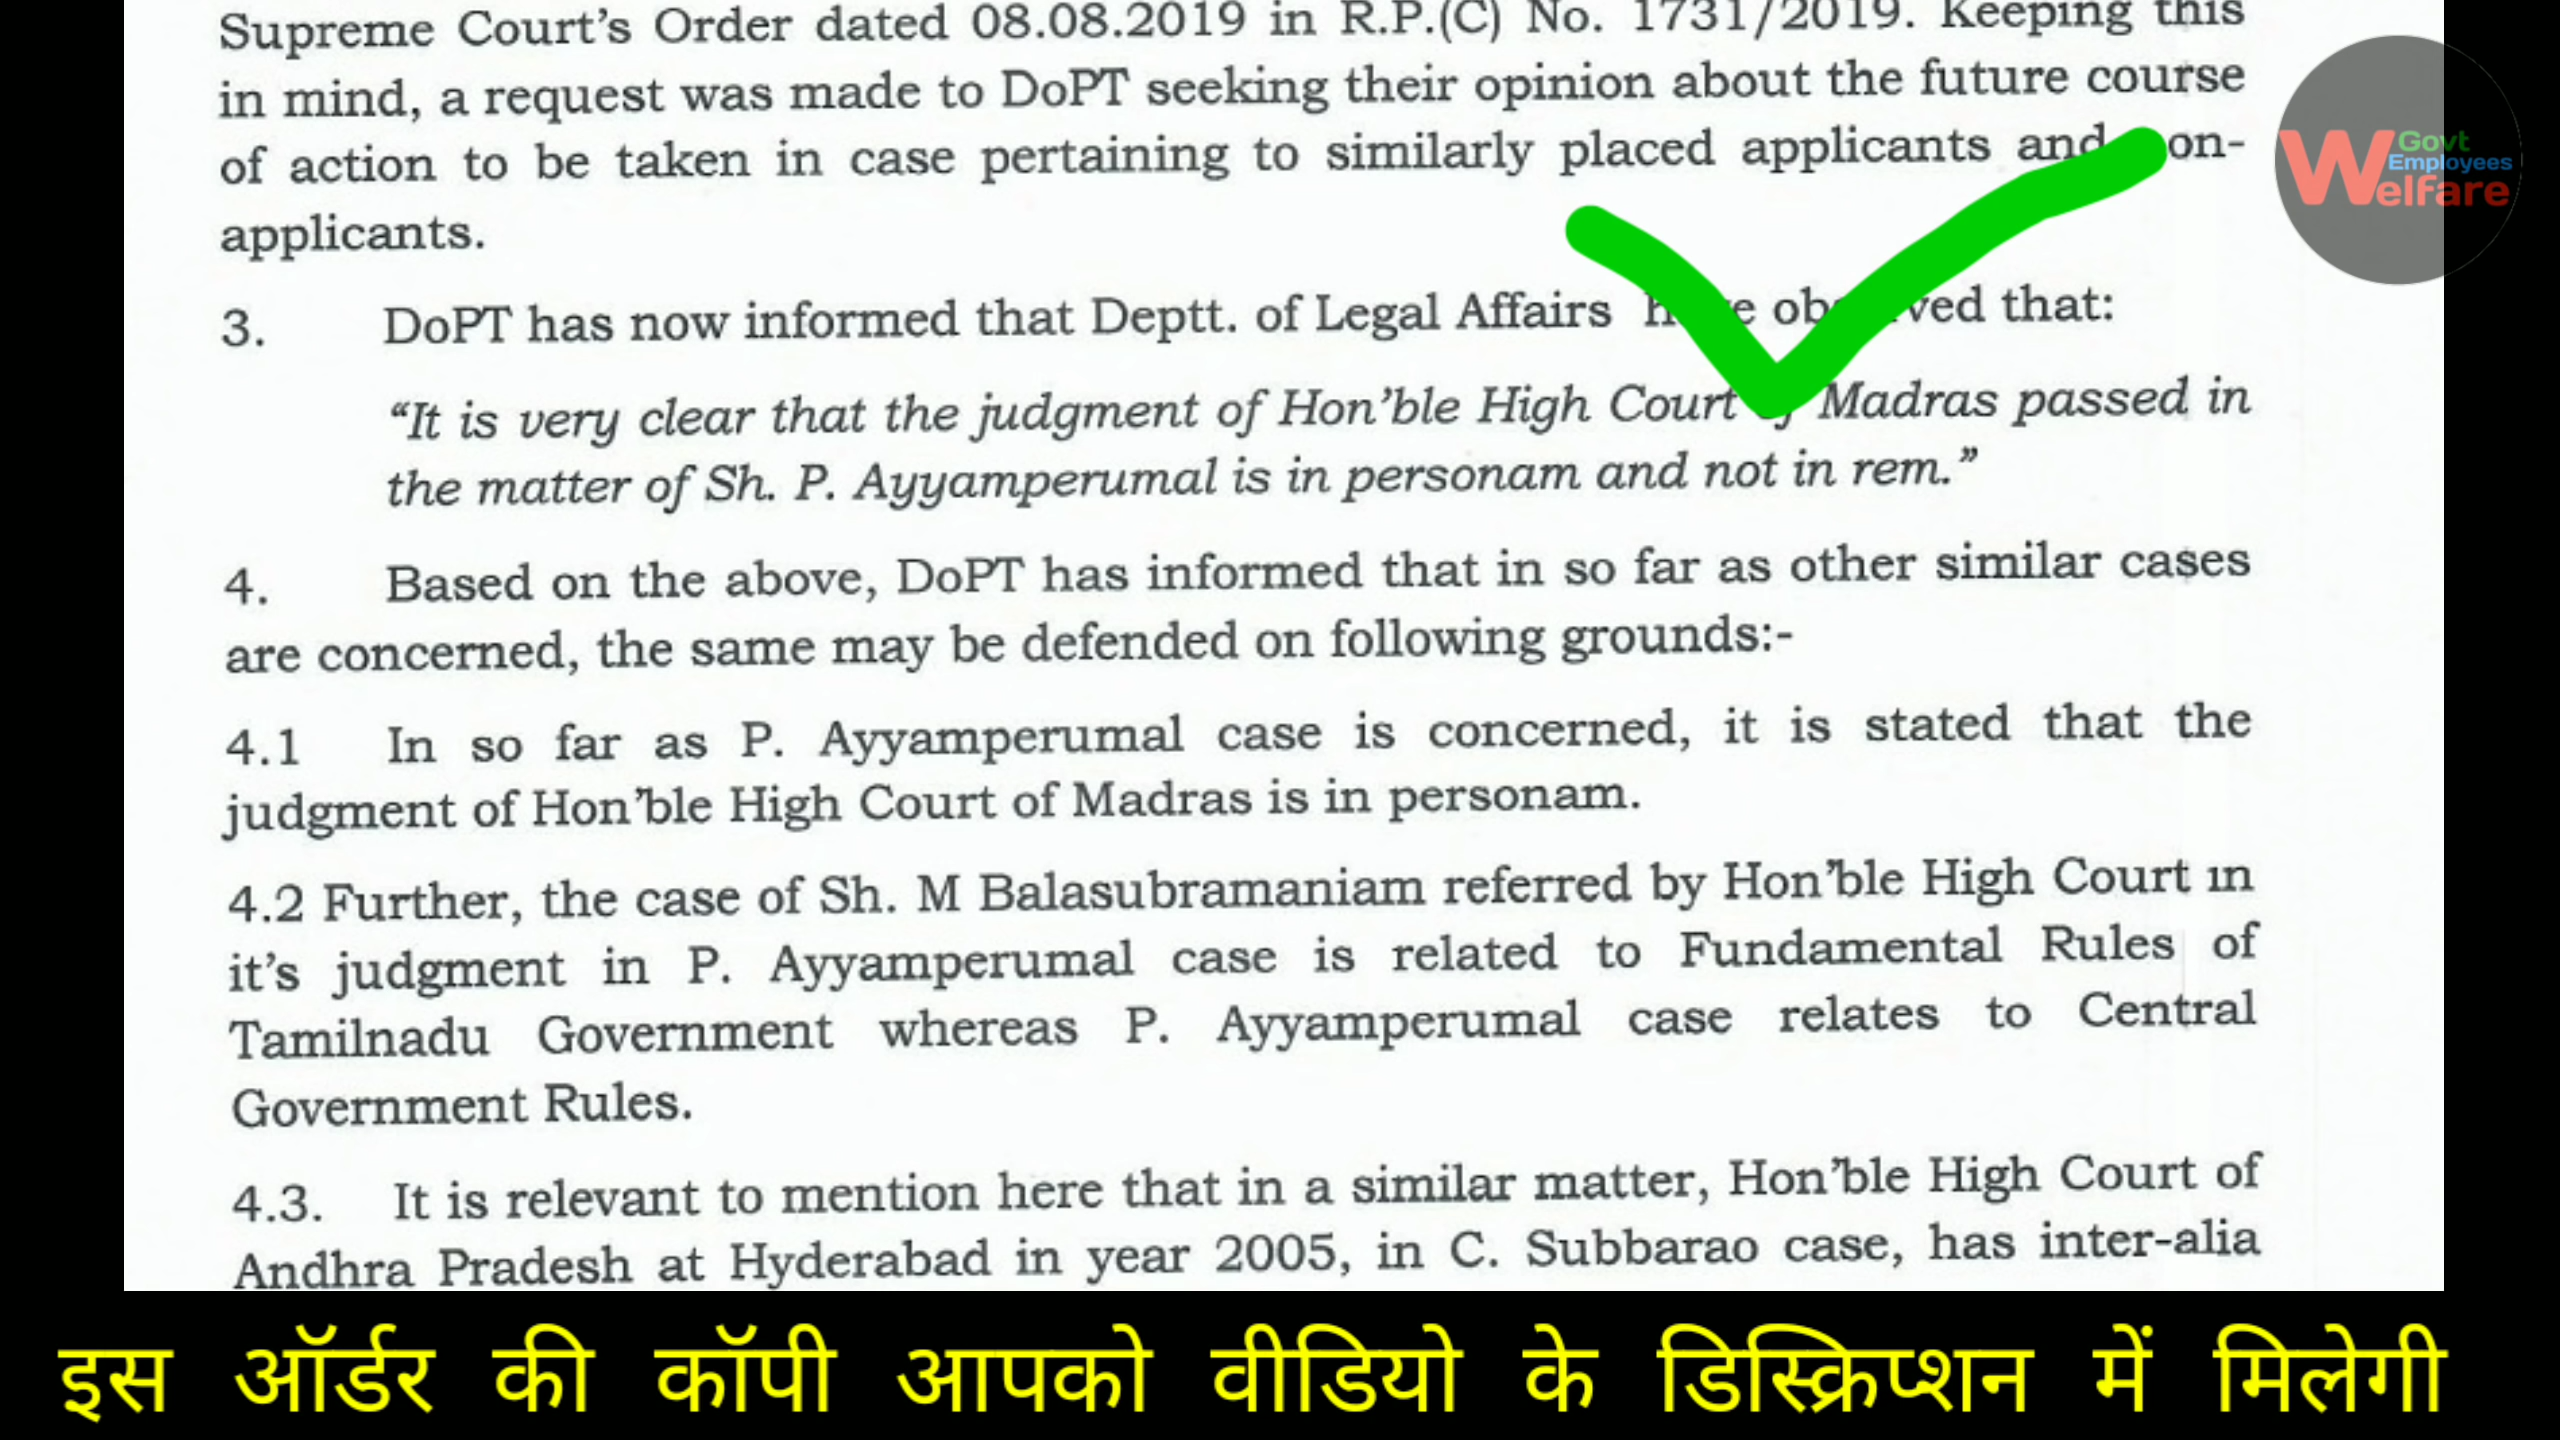 Supreme Court's Order dated 08.08.2019 in R.P.(C) No. 1731/2019. Keeping this
in mind, a request was made to DoPT seeking their opinion about the future course
of action to be taken in case pertaining to similarly placed applicants and on-
applicants.
3. DoPT has now informed that Deptt. of Legal Affairs that:
"It is very clear that the judgment of Hon'ble High Court of Madras passed in
the matter of Sh. P. Ayyamperumal is in personam and not in rem."
4. Based on the above, DoPT has informed that in so far as other similar cases
are concerned, the same may be defended on following grounds:-
4.1 In so far as P. Ayyamperumal case is concerned, it is stated that the
judgment of Hon'ble High Court of Madras is in personam.
4.2 Further, the case of Sh. M Balasubramaniam referred by Hon'ble High Court in
it's judgment in P. Ayyamperumal case is related to Fundamental Rules of
Tamilnadu Government whereas P. Ayyamperumal case relates to Central
Government Rules.
4.3. It is relevant to mention here that in a similar matter, Hon'ble High Court of
Andhra Pradesh at Hyderabad in year 2005, in C. Subbarao case, has inter-alia
Govt
Employees
Welfare
इस ऑर्डर की कॉपी आपको वीडियो के डिस्क्रिप्शन में मिलेगी